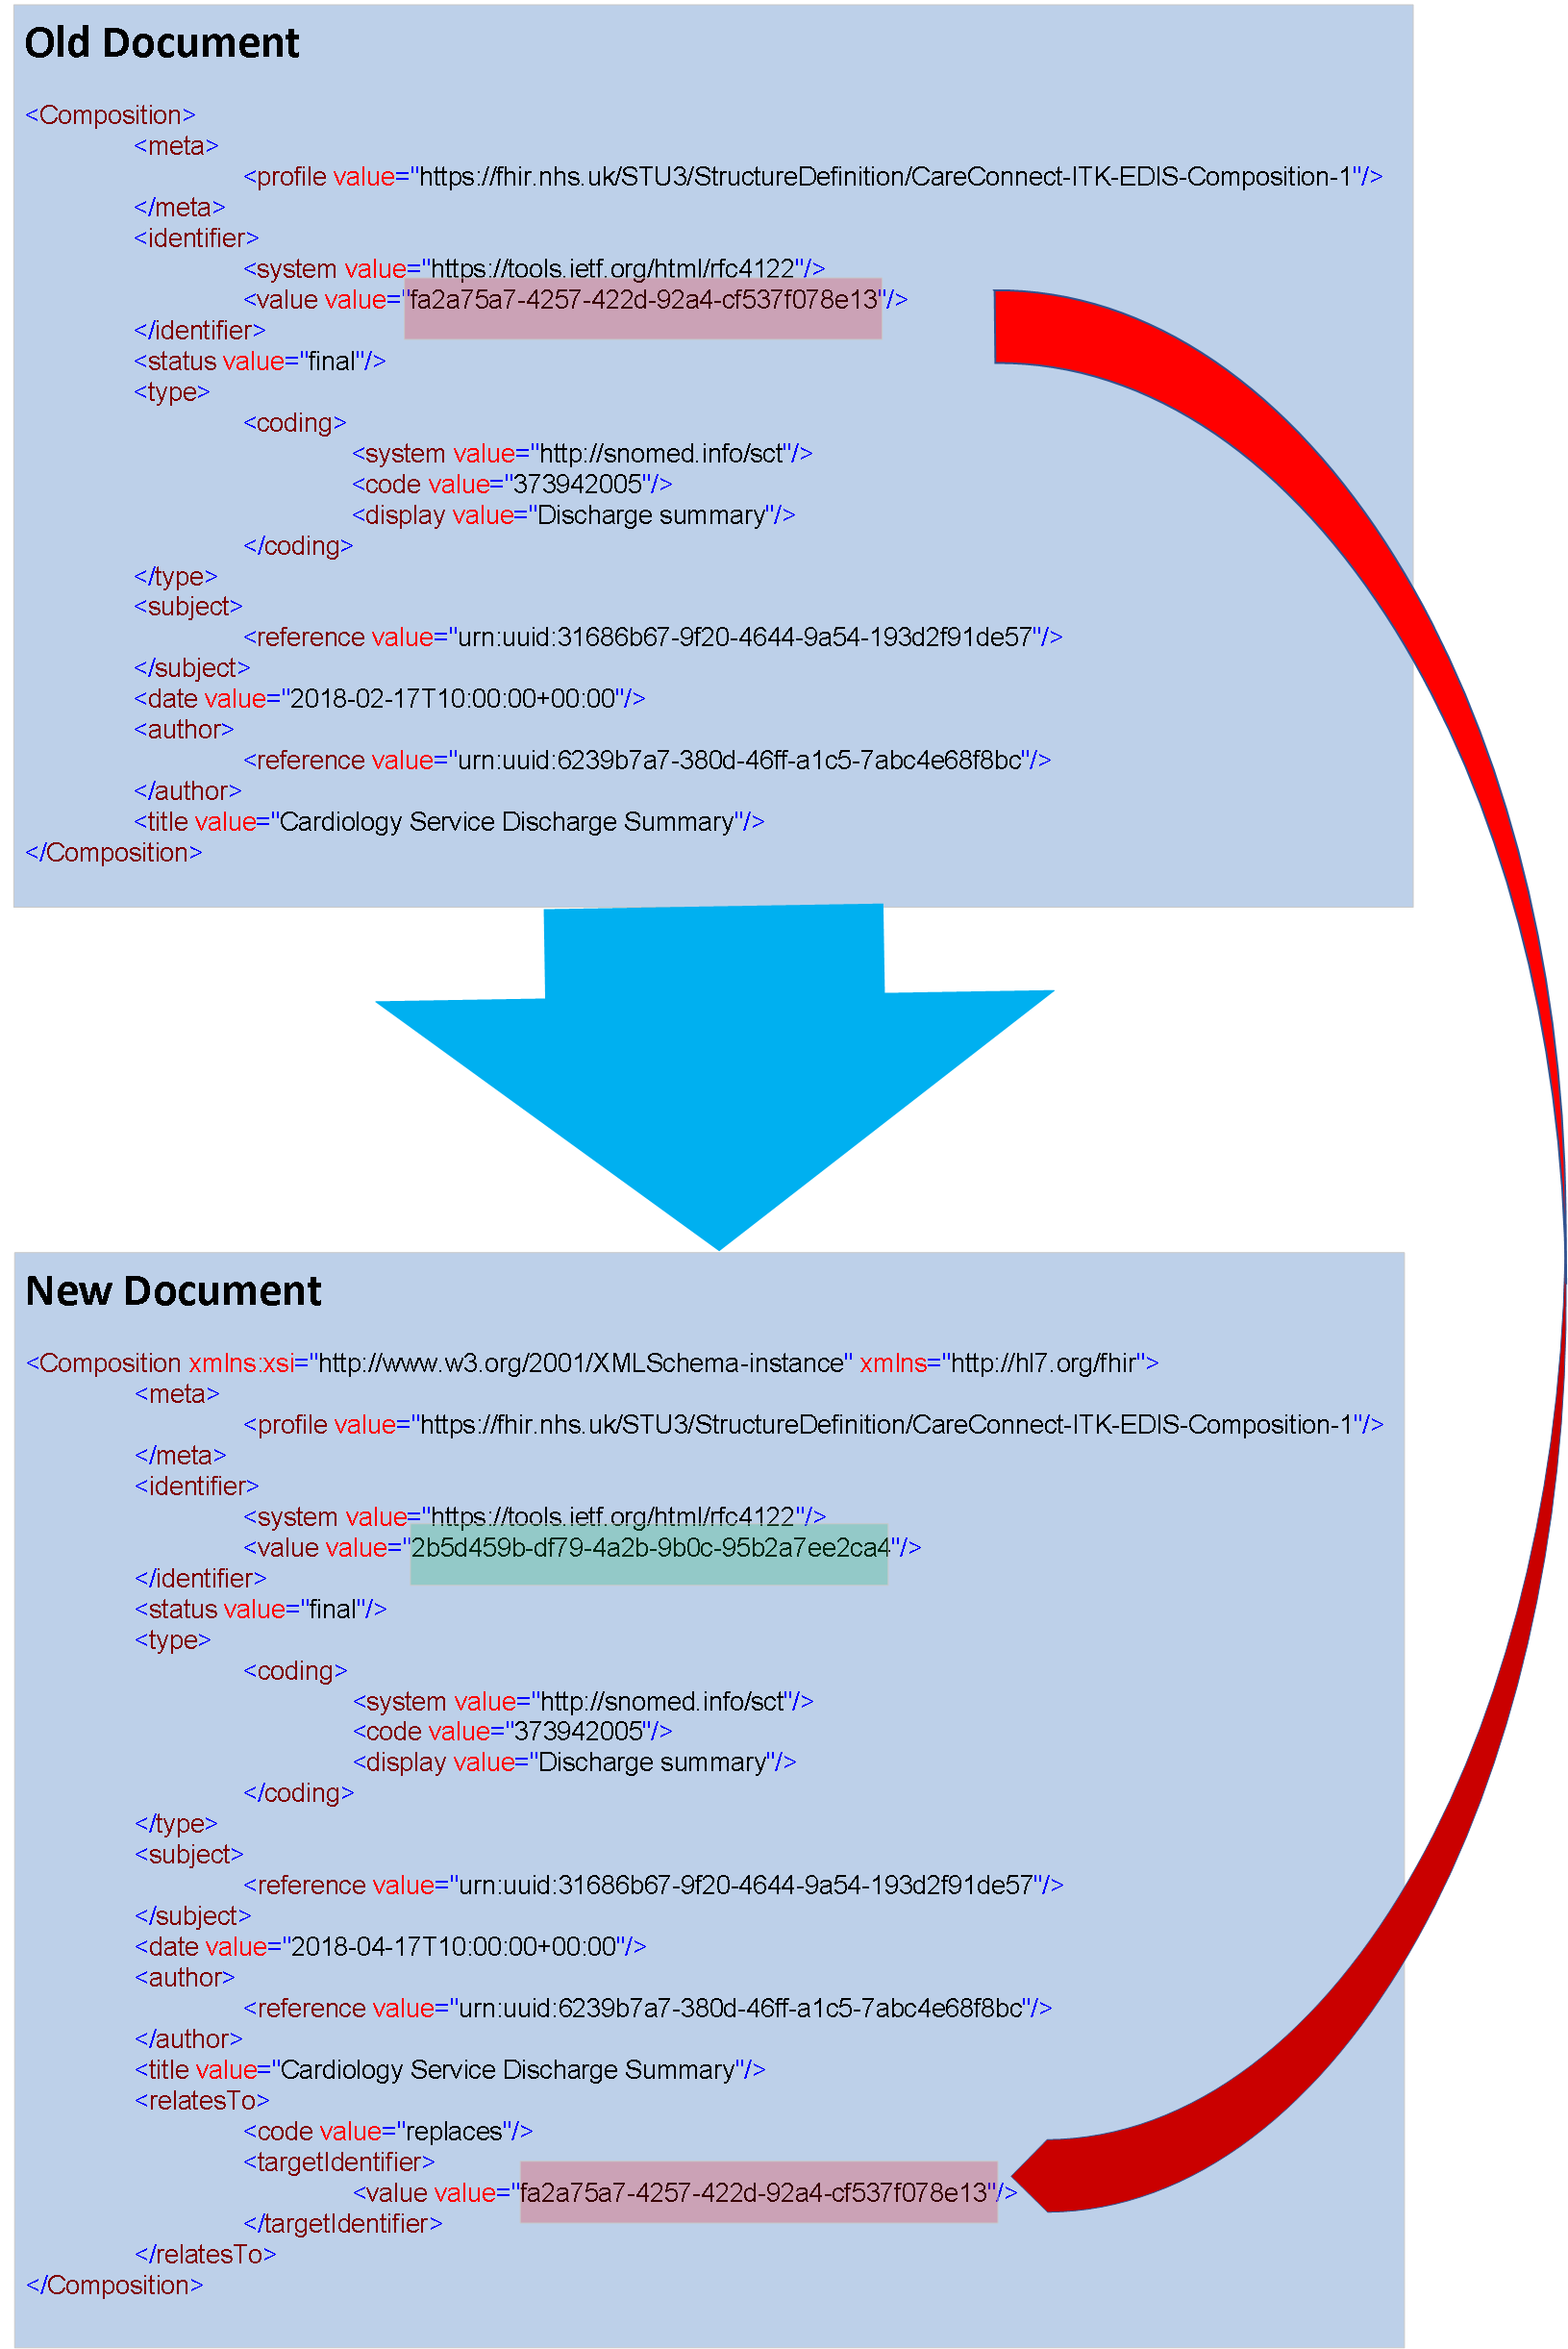 Old Document
<Composition>
<meta>
<profile value="https://fhir.nhs.uk/STU3/StructureDefinition/CareConnect-ITK-EDIS-Composition-1"/>
</meta>
<identifier>
<system value="https://tools.ietf.org/html/rfc4122"/>
<value value="fa2a75a7-4257-422d-92a4-cf537f078e13"/>
</identifier>
<status value="final"/>
<type>
<coding>
<system value="http://snomed.info/sct"/>
<code value="373942005"/>
<display value="Discharge summary"/>
</coding>
</type>
<subject>
<reference value="urn:uuid:31686b67-9f20-4644-9a54-193d2f91de57"/>
</subject>
<date value="2018-02-17T10:00:00+00:00"/>
<author>
<reference value="urn:uuid:6239b7a7-380d-46ff-a1c5-7abc4e68f8bc"/>
</author>
<title value="Cardiology Service Discharge Summary"/>
</Composition>
New Document
<Composition xmlns:xsi="http://www.w3.org/2001/XMLSchema-instance" xmlns="http://hl7.org/fhir">
<meta>
<profile value="https://fhir.nhs.uk/STU3/StructureDefinition/CareConnect-ITK-EDIS-Composition-1"/>
</meta>
<identifier>
<system value="https://tools.ietf.org/html/rfc4122"/>
<value value="2b5d459b-df79-4a2b-9b0c-95b2a7ee2ca4"/>
</identifier>
<status value="final"/>
<type>
<coding>
<system value="http://snomed.info/sct"/>
<code value="373942005"/>
<display value="Discharge summary"/>
</coding>
</type>
<subject>
<reference value="urn:uuid:31686b67-9f20-4644-9a54-193d2f91de57"/>
</subject>
<date value="2018-04-17T10:00:00+00:00"/>
<author>
<reference value="urn:uuid:6239b7a7-380d-46ff-a1c5-7abc4e68f8bc"/>
</author>
<title value="Cardiology Service Discharge Summary"/>
<relatesTo>
<code value="replaces"/>
<targetIdentifier>
<value value="fa2a75a7-4257-422d-92a4-cf537f078e13"/>
</targetIdentifier>
</relatesTo>
</Composition>